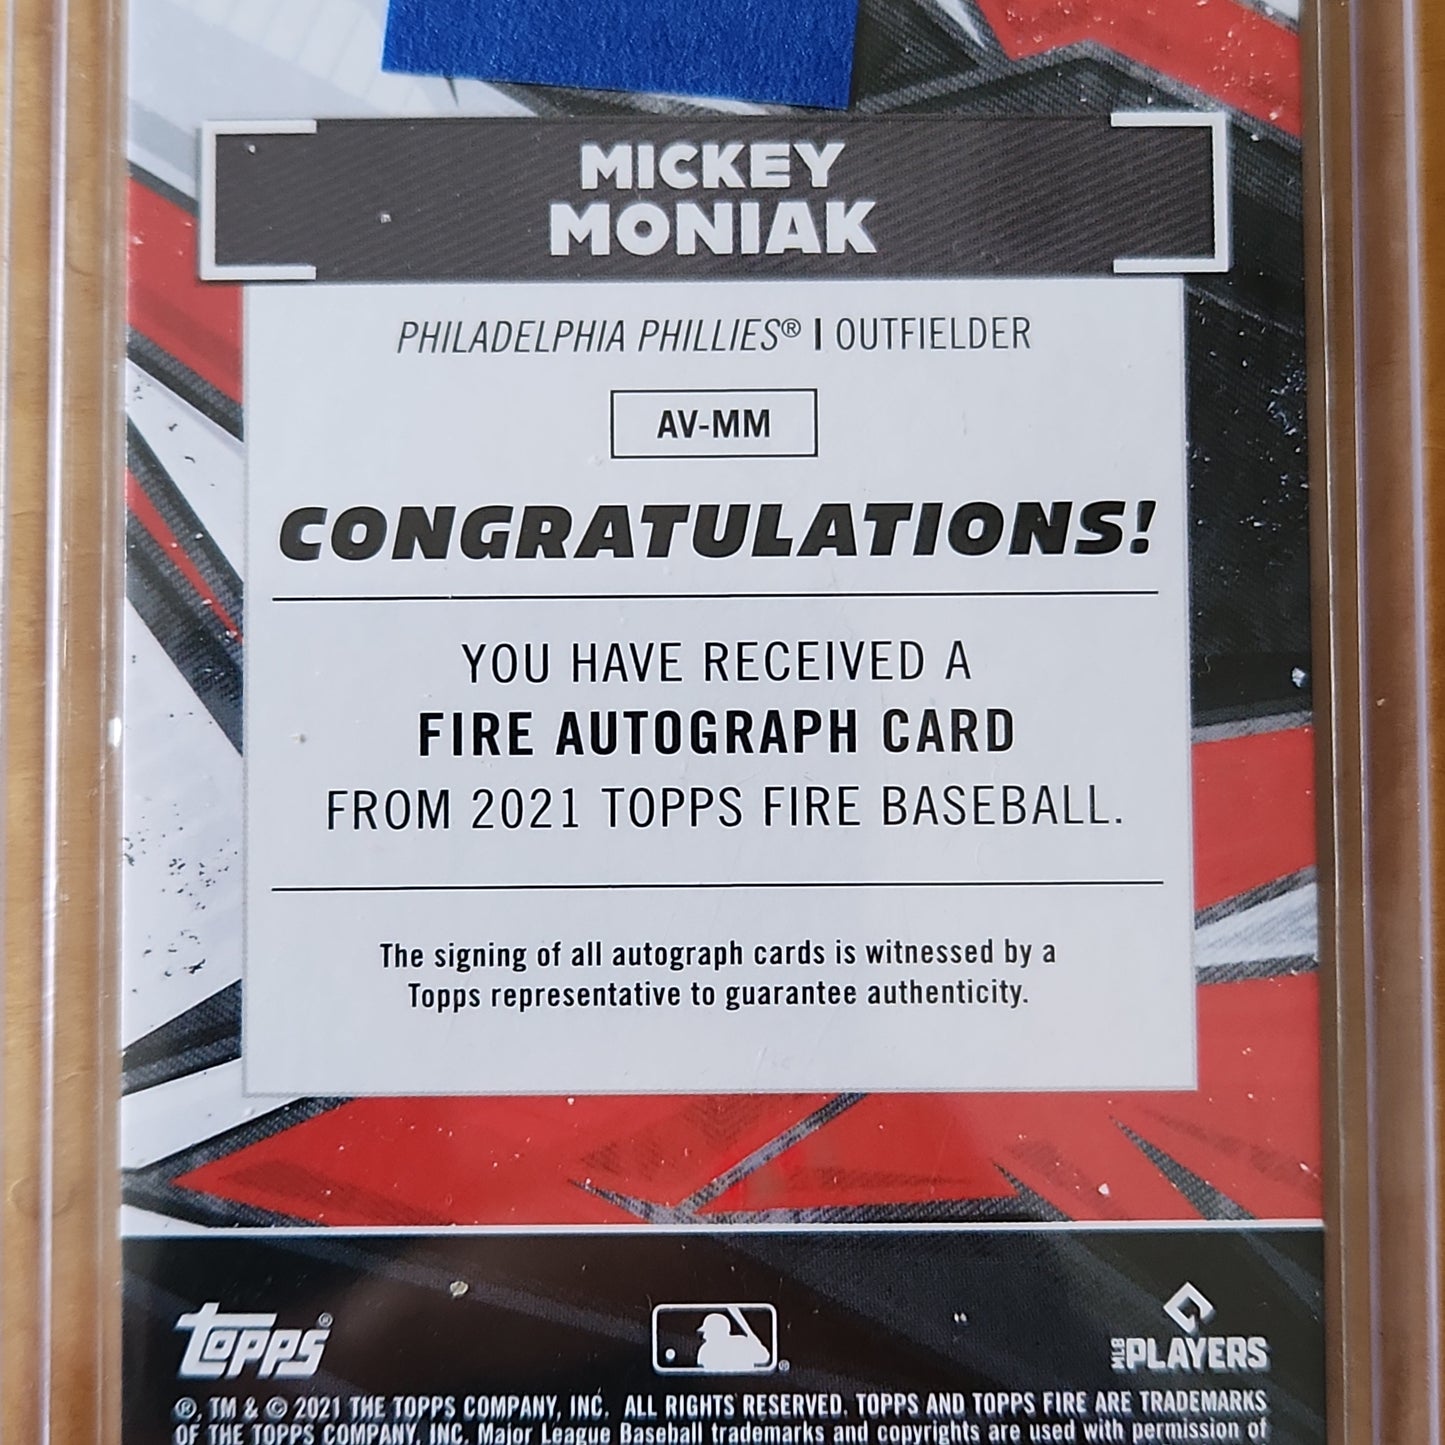 MICKEY
MONIAK
PHILADELPHIA PHILLIES® | OUTFIELDER
AV-MM
CONGRATULATIONS!
YOU HAVE RECEIVED A
FIRE AUTOGRAPH CARD
FROM 2021 TOPPS FIRE BASEBALL.
The signing of all autograph cards is witnessed by a
Topps representative to guarantee authenticity.
topps®
®
MLB PLAYERS
®, TM & © 2021 THE TOPPS COMPANY, INC. ALL RIGHTS RESERVED. TOPPS AND TOPPS FIRE ARE TRADEMARKS
OF THE TOPPS COMPANY, INC. Major League Baseball trademarks and copyrights are used with permission of